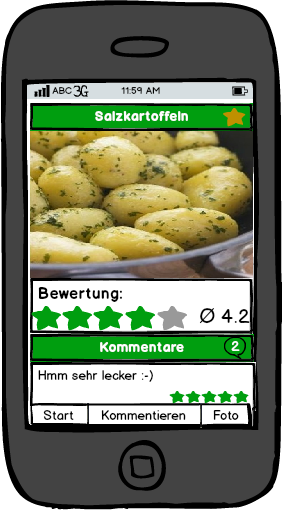 ABC 3G 11:59 AM
Salzkartoffeln
Bewertung:
Ø 4.2
Kommentare 2
Hmm sehr lecker :-)
Start Kommentieren Foto